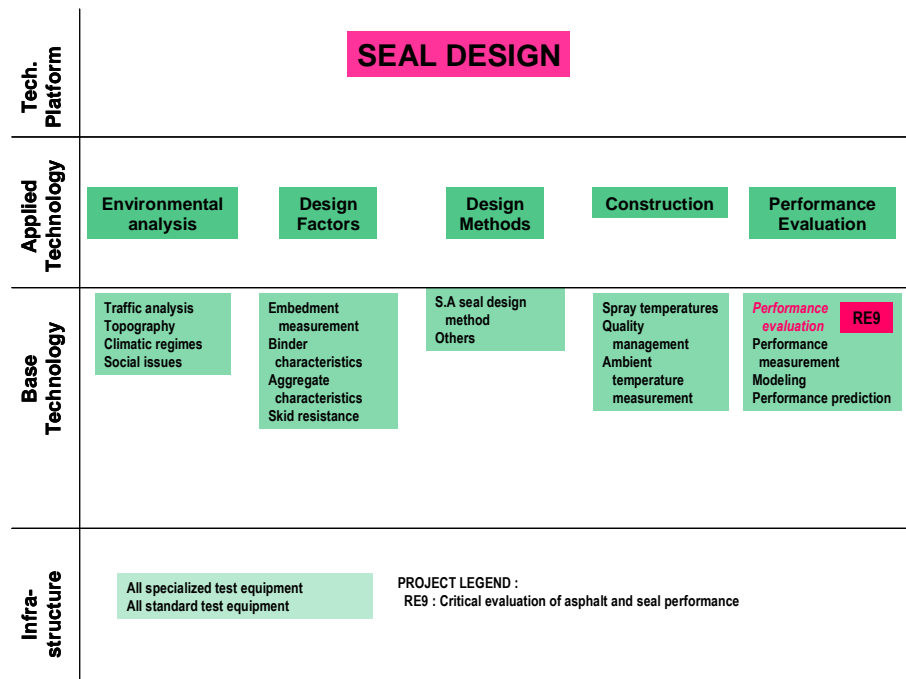 Tech.
Platform
SEAL DESIGN
Applied
Technology
Environmental
analysis
Design
Factors
Design
Methods
Construction
Performance
Evaluation
Base
Technology
Traffic analysis
Topography
Climatic regimes
Social issues
Embedment
measurement
Binder
characteristics
Aggregate
characteristics
Skid resistance
S.A seal design
method
Others
Spray temperatures
Quality
management
Ambient
temperature
measurement
Performance
evaluation
RE9
Performance
measurement
Modeling
Performance prediction
Infra-
structure
All specialized test equipment
All standard test equipment
PROJECT LEGEND :
RE9 : Critical evaluation of asphalt and seal performance